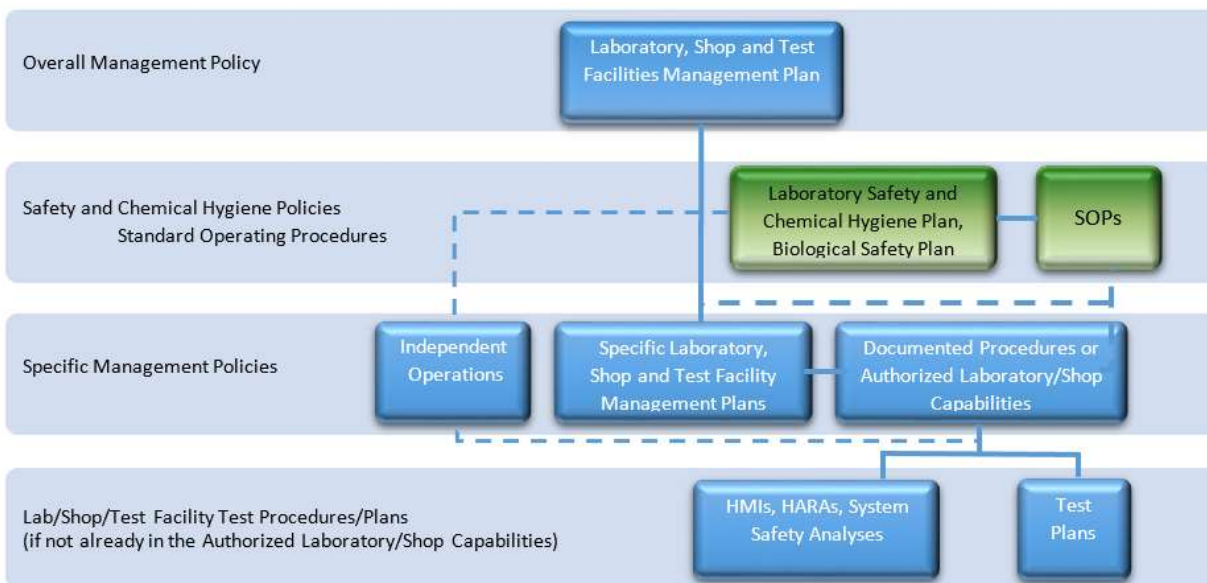 Overall Management Policy
Laboratory, Shop and Test
Facilities Management Plan
Safety and Chemical Hygiene Policies
Standard Operating Procedures
Laboratory Safety and
Chemical Hygiene Plan,
Biological Safety Plan
SOPs
Specific Management Policies
Independent
Operations
Specific Laboratory,
Shop and Test Facility
Management Plans
Documented Procedures or
Authorized Laboratory/Shop
Capabilities
Lab/Shop/Test Facility Test Procedures/Plans
(if not already in the Authorized Laboratory/Shop Capabilities)
HMIs, HARAs, System
Safety Analyses
Test
Plans